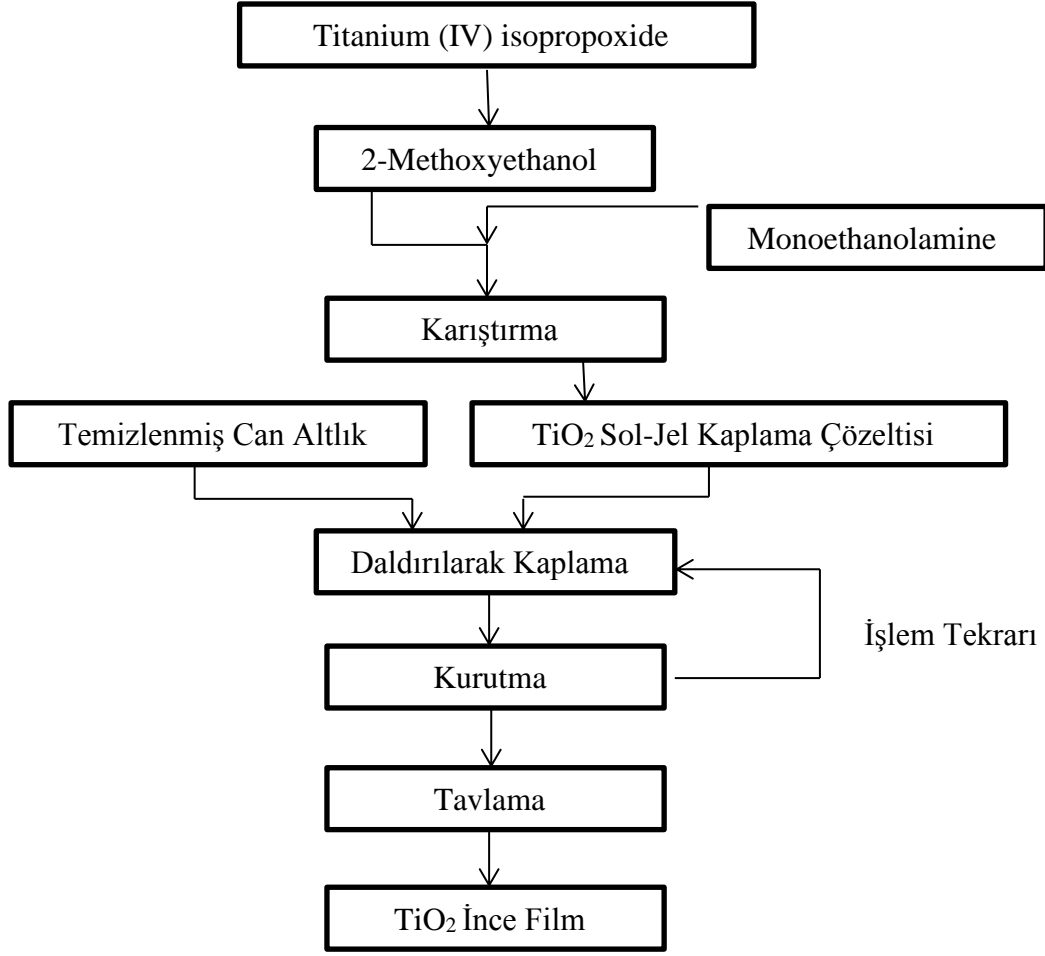 Titanium (IV) isopropoxide
2-Methoxyethanol
Monoethanolamine
Karıştırma
Temizlenmiş Can Altlık
TiO₂ Sol-Jel Kaplama Çözeltisi
Daldırılarak Kaplama
İşlem Tekrarı
Kurutma
Tavlama
TiO₂ İnce Film